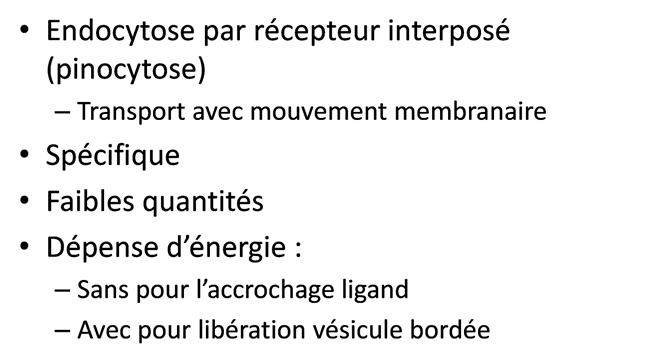 • Endocytose par récepteur interposé
(pinocytose)
– Transport avec mouvement membranaire
• Spécifique
• Faibles quantités
• Dépense d’énergie :
– Sans pour l’accrochage ligand
– Avec pour libération vésicule bordée